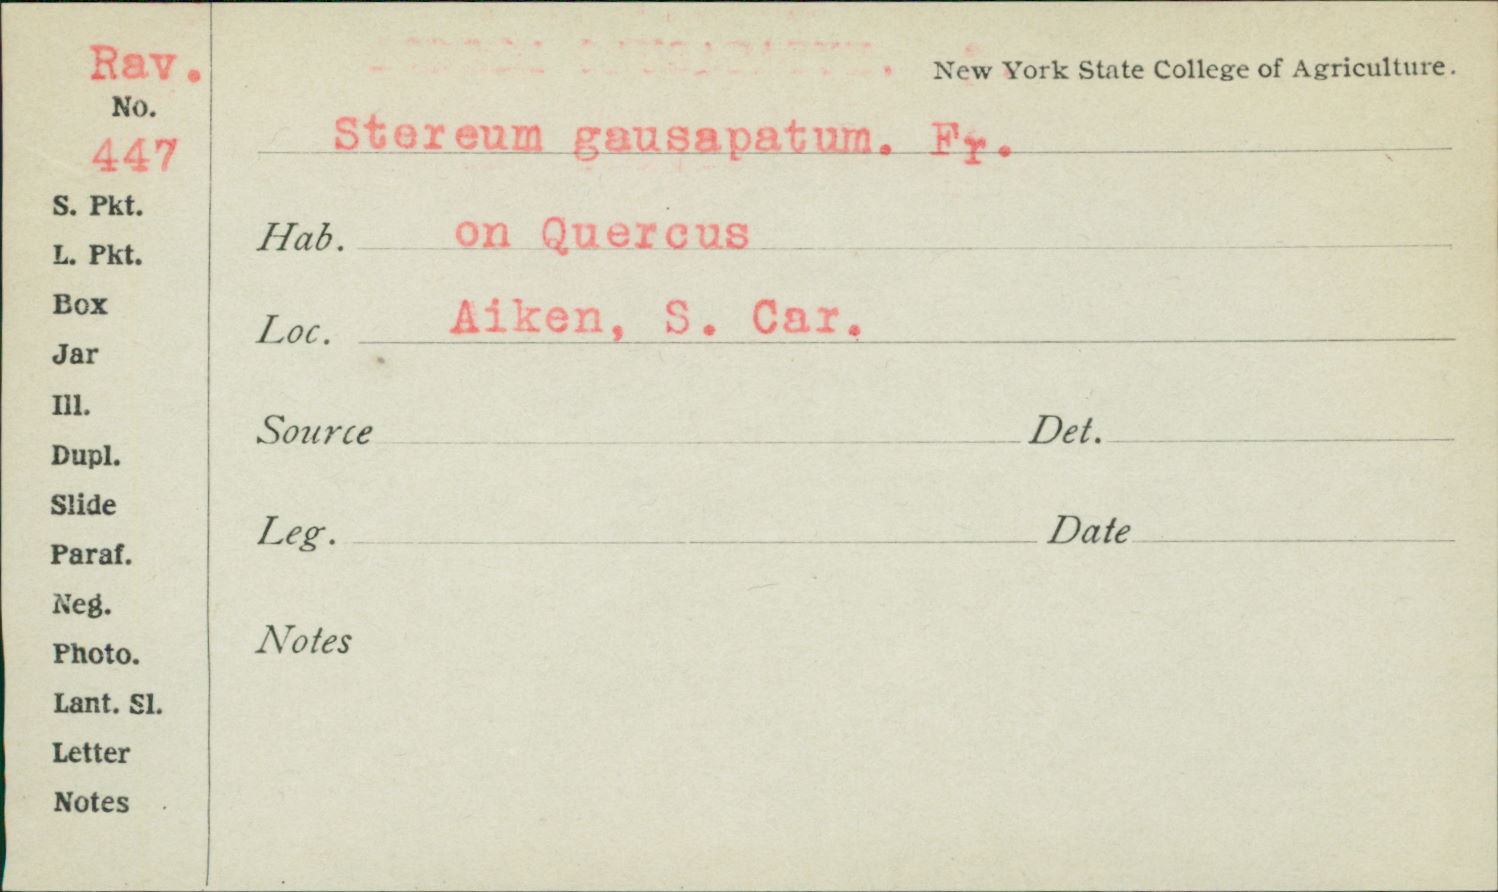 Rav.
No.
447
S. Pkt.
L. Pkt.
Box
Jar
Ill.
Dupl.
Slide
Paraf.
Neg.
Photo.
Lant. Sl.
Letter
Notes
New York State College of Agriculture.
Stereum gausapatum. Fr.
Hab. on Quercus
Loc. Aiken, S. Car.
Source Det.
Leg. Date
Notes